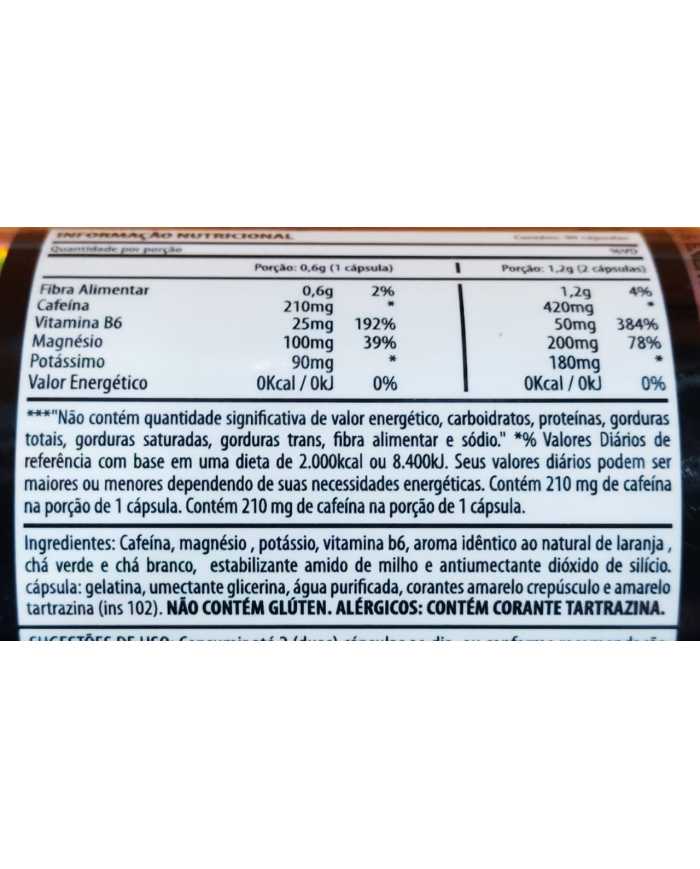 INFORMAÇÃO NUTRICIONAL
Quantidade por porção %VD
Porção: 0,6g (1 cápsula) | Porção: 1,2g (2 cápsulas)
Fibra Alimentar 0,6g 2% 1,2g 4%
Cafeína 210mg * 420mg *
Vitamina B6 25mg 192% 50mg 384%
Magnésio 100mg 39% 200mg 78%
Potássimo 90mg * 180mg *
Valor Energético 0Kcal / 0kJ 0% 0Kcal / 0kJ 0%
***"Não contém quantidade significativa de valor energético, carboidratos, proteínas, gorduras
totais, gorduras saturadas, gorduras trans, fibra alimentar e sódio." *% Valores Diários de
referência com base em uma dieta de 2.000kcal ou 8.400kJ. Seus valores diários podem ser
maiores ou menores dependendo de suas necessidades energéticas. Contém 210 mg de cafeína
na porção de 1 cápsula. Contém 210 mg de cafeína na porção de 1 cápsula.
Ingredientes: Cafeína, magnésio , potássio, vitamina b6, aroma idêntico ao natural de laranja ,
chá verde e chá branco, estabilizante amido de milho e antiumectante dióxido de silício.
cápsula: gelatina, umectante glicerina, água purificada, corantes amarelo crepúsculo e amarelo
tartrazina (ins 102). NÃO CONTÉM GLÚTEN. ALÉRGICOS: CONTÉM CORANTE TARTRAZINA.
SUGESTÕES DE USO: